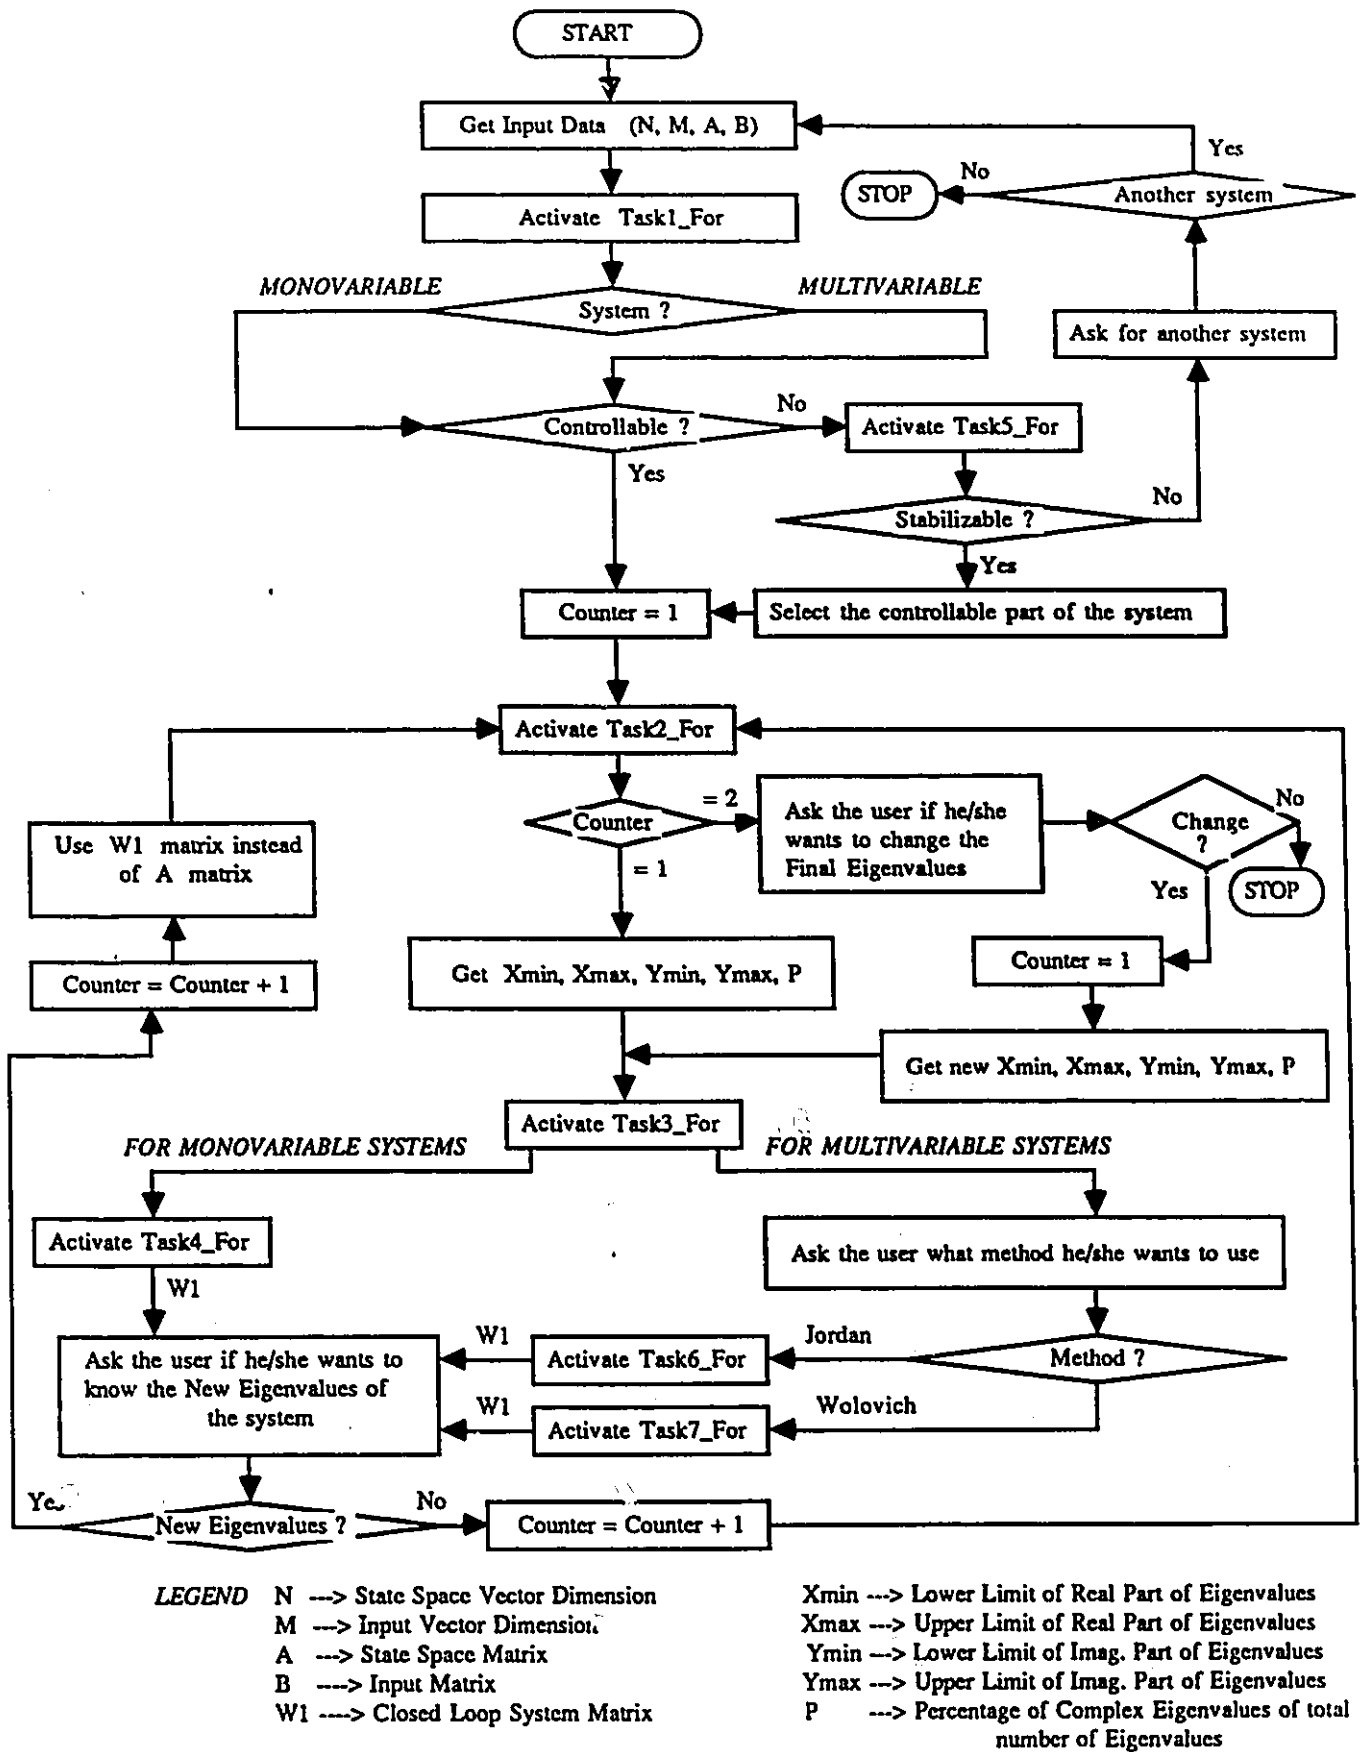 START
Get Input Data (N, M, A, B)
Yes
No
STOP
Another system
Activate Task1_For
MONOVARIABLE
MULTIVARIABLE
System ?
Ask for another system
No
Controllable ?
Activate Task5_For
Yes
No
Stabilizable ?
Yes
Counter = 1
Select the controllable part of the system
Activate Task2_For
= 2
Counter
Ask the user if he/she
wants to change the
Final Eigenvalues
No
Change
?
Use W1 matrix instead
of A matrix
= 1
Yes
STOP
Counter = 1
Get Xmin, Xmax, Ymin, Ymax, P
Counter = Counter + 1
Get new Xmin, Xmax, Ymin, Ymax, P
Activate Task3_For
FOR MONOVARIABLE SYSTEMS
FOR MULTIVARIABLE SYSTEMS
Activate Task4_For
Ask the user what method he/she wants to use
W1
W1
Jordan
Ask the user if he/she wants to
know the New Eigenvalues of
the system
Activate Task6_For
Method ?
W1
Wolovich
Activate Task7_For
Yes
No
New Eigenvalues ?
Counter = Counter + 1
LEGEND N ---> State Space Vector Dimension
M ---> Input Vector Dimension
A ---> State Space Matrix
B ----> Input Matrix
W1 ----> Closed Loop System Matrix
Xmin ---> Lower Limit of Real Part of Eigenvalues
Xmax ---> Upper Limit of Real Part of Eigenvalues
Ymin ---> Lower Limit of Imag. Part of Eigenvalues
Ymax ---> Upper Limit of Imag. Part of Eigenvalues
P ---> Percentage of Complex Eigenvalues of total
number of Eigenvalues